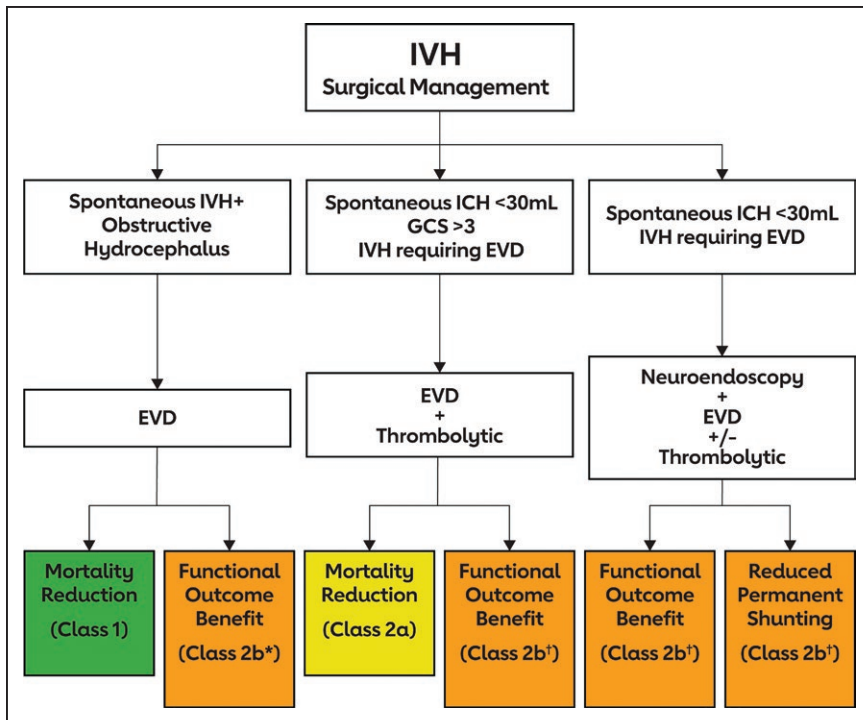 IVH
Surgical Management
Spontaneous IVH+
Obstructive
Hydrocephalus
Spontaneous ICH <30mL
GCS >3
IVH requiring EVD
Spontaneous ICH <30mL
IVH requiring EVD
EVD
EVD
+
Thrombolytic
Neuroendoscopy
+
EVD
+/-
Thrombolytic
Mortality
Reduction
(Class 1)
Functional
Outcome
Benefit
(Class 2b*)
Mortality
Reduction
(Class 2a)
Functional
Outcome
Benefit
(Class 2b†)
Functional
Outcome
Benefit
(Class 2b†)
Reduced
Permanent
Shunting
(Class 2b†)